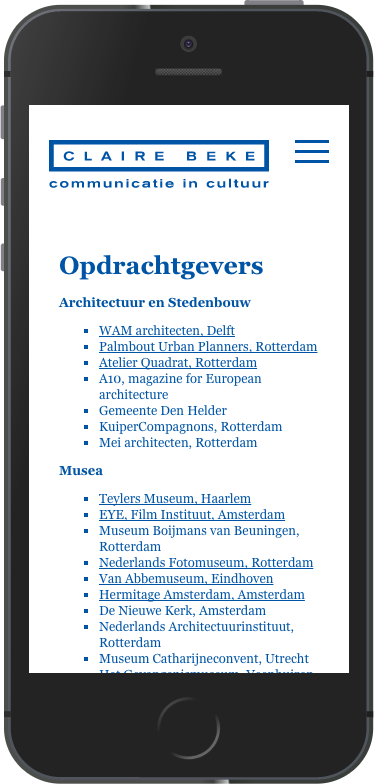 CLAIRE BEKE
communicatie in cultuur
Opdrachtgevers
Architectuur en Stedenbouw
WAM architecten, Delft
Palmbout Urban Planners, Rotterdam
Atelier Quadrat, Rotterdam
A10, magazine for European
architecture
Gemeente Den Helder
KuiperCompagnons, Rotterdam
Mei architecten, Rotterdam
Musea
Teylers Museum, Haarlem
EYE, Film Instituut, Amsterdam
Museum Boijmans van Beuningen,
Rotterdam
Nederlands Fotomuseum, Rotterdam
Van Abbemuseum, Eindhoven
Hermitage Amsterdam, Amsterdam
De Nieuwe Kerk, Amsterdam
Nederlands Architectuurinstituut,
Rotterdam
Museum Catharijneconvent, Utrecht
Het Gevangenismuseum, Veenhuizen